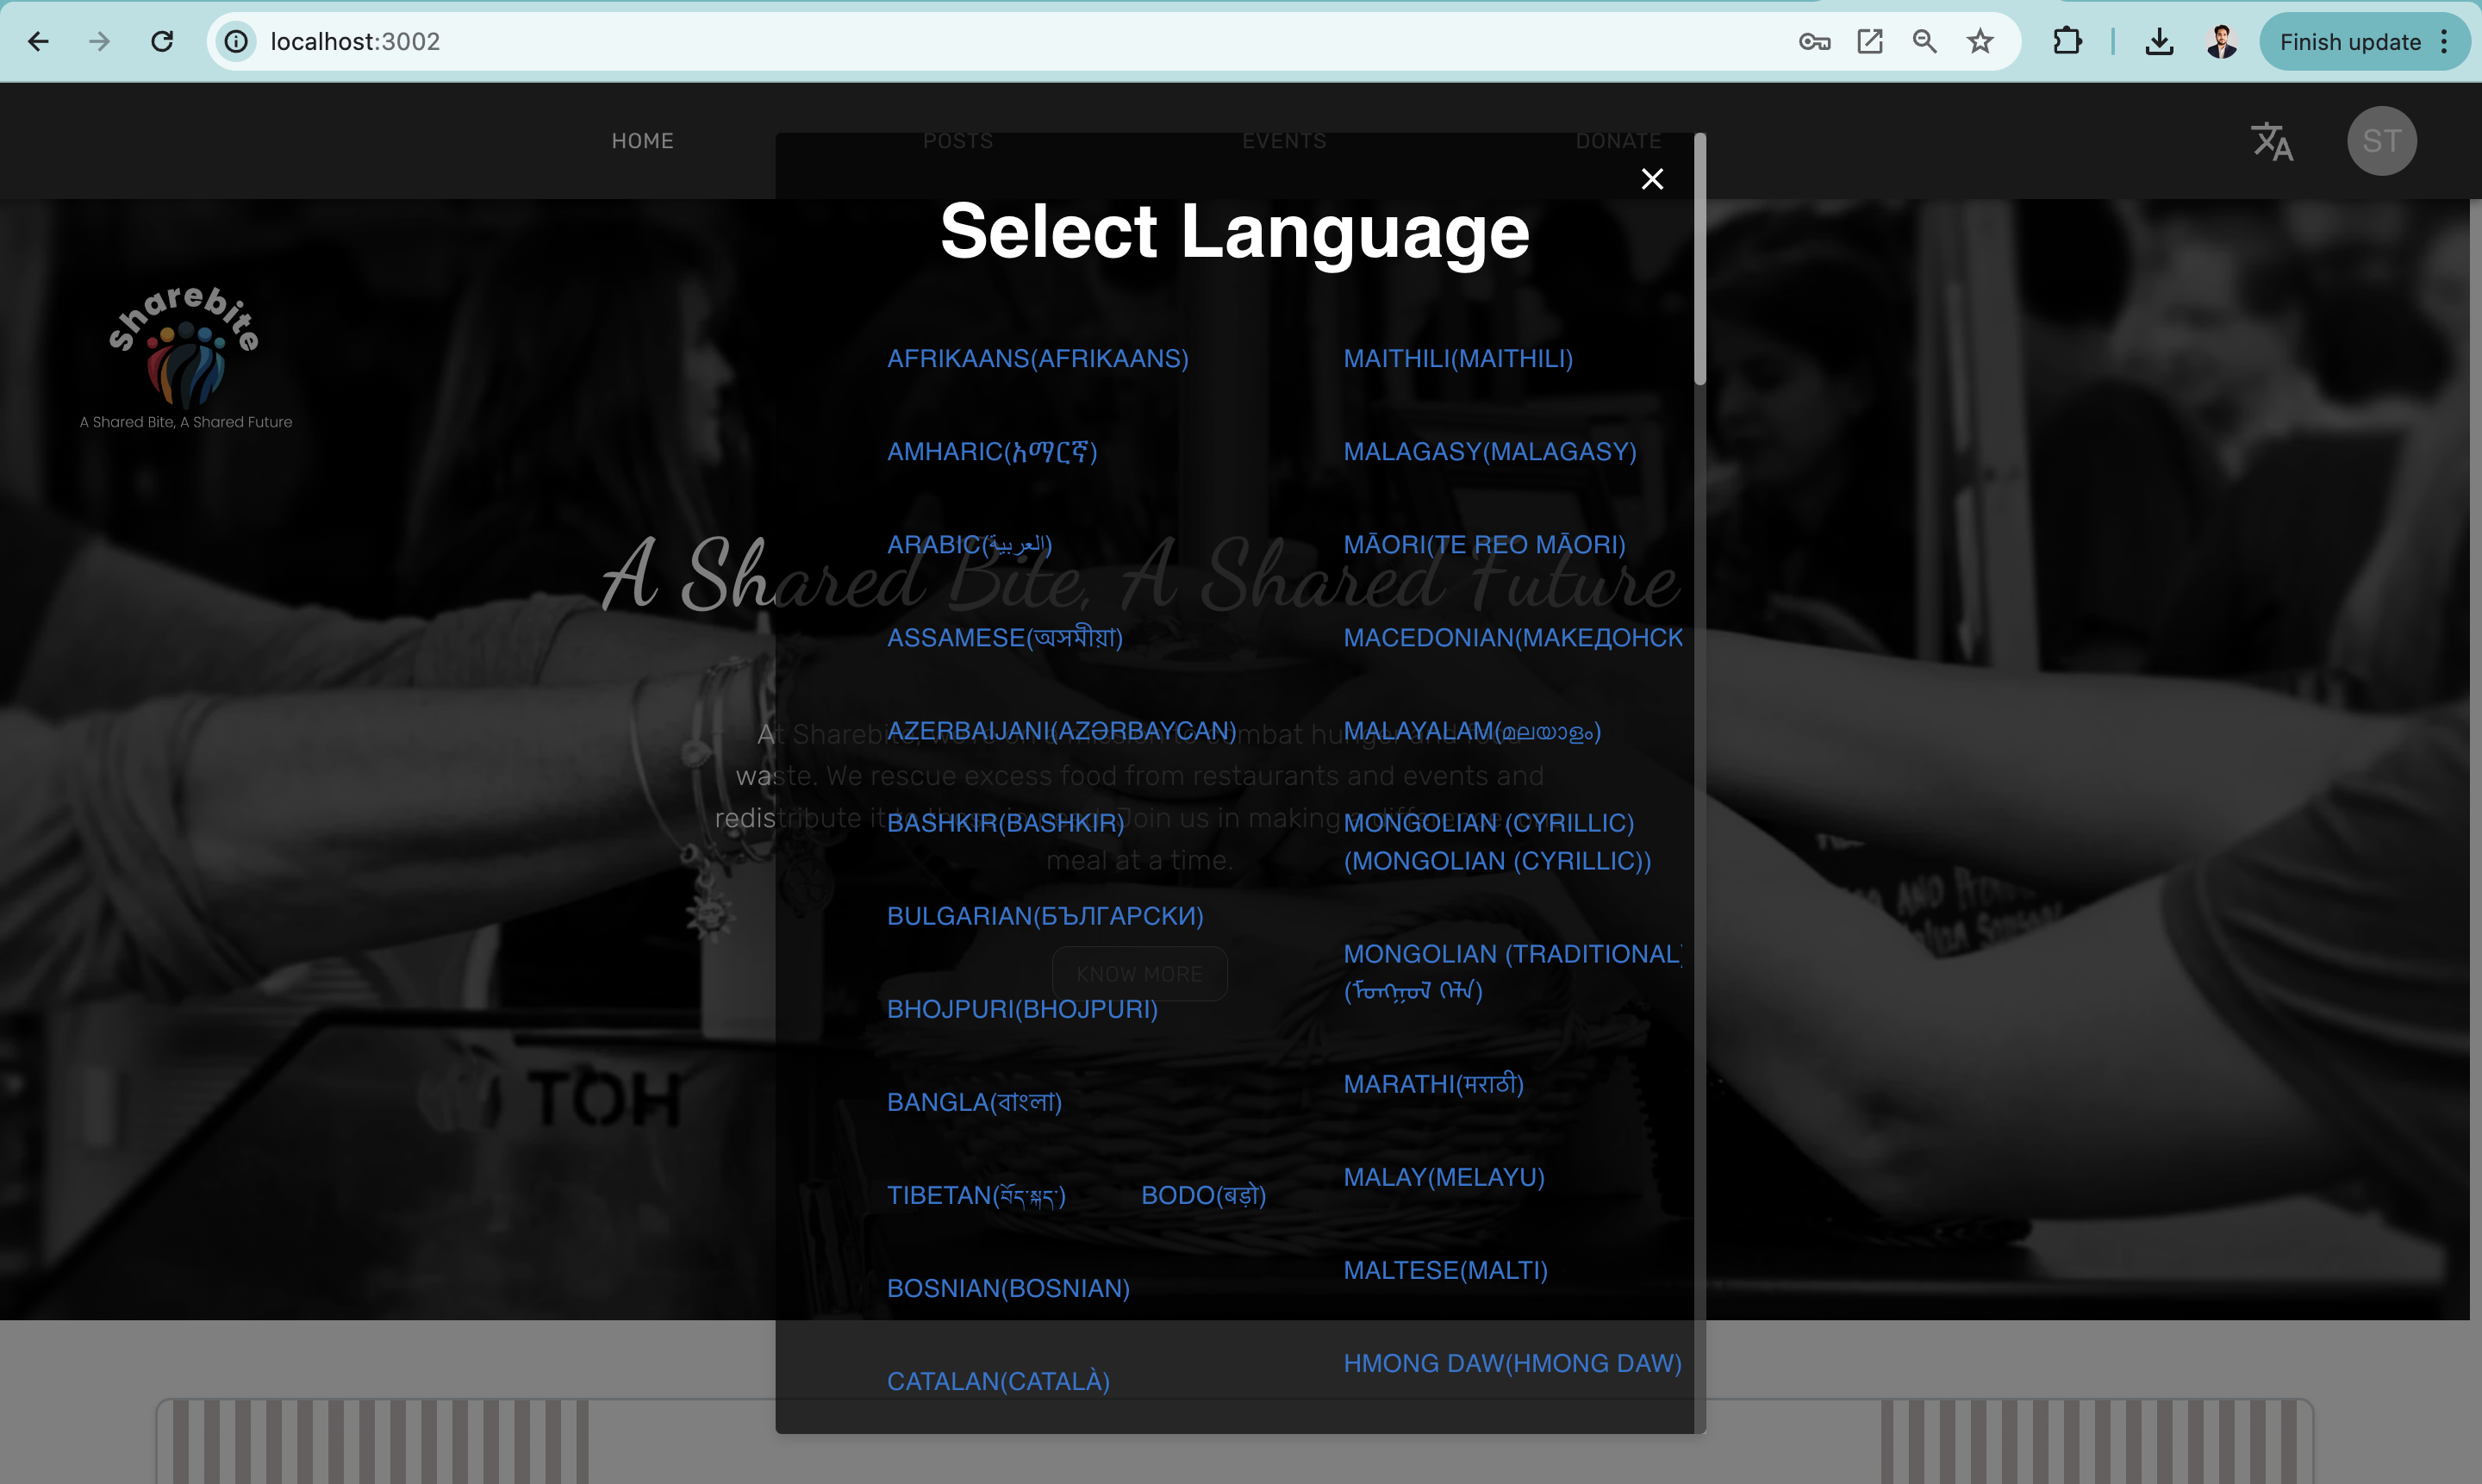 localhost:3002
Finish update
HOME
POSTS
EVENTS
DONATE
ST
Select Language
sharebite
A Shared Bite, A Shared Future
AFRIKAANS(AFRIKAANS)
AMHARIC(አማርኛ)
ARABIC(العربية)
ASSAMESE(অসমীয়া)
AZERBAIJANI(AZƏRBAYCAN)
BASHKIR(BASHKIR)
BULGARIAN(БЪЛГАРСКИ)
BHOJPURI(BHOJPURI)
BANGLA(বাংলা)
TIBETAN(བོད་སྐད་)
BODO(बड़ो)
BOSNIAN(BOSNIAN)
CATALAN(CATALÀ)
MAITHILI(MAITHILI)
MALAGASY(MALAGASY)
MĀORI(TE REO MĀORI)
MACEDONIAN(МАКЕДОНСК
MALAYALAM(മലയാളം)
MONGOLIAN (CYRILLIC)
(MONGOLIAN (CYRILLIC))
MONGOLIAN (TRADITIONAL)
MARATHI(मराठी)
MALAY(MELAYU)
MALTESE(MALTI)
HMONG DAW(HMONG DAW)
A Shared Bite, A Shared Future
At Sharebite, we're on a mission to combat hunger and food
waste. We rescue excess food from restaurants and events and
redistribute it to those in need. Join us in making a difference, one
meal at a time.
KNOW MORE
TOH